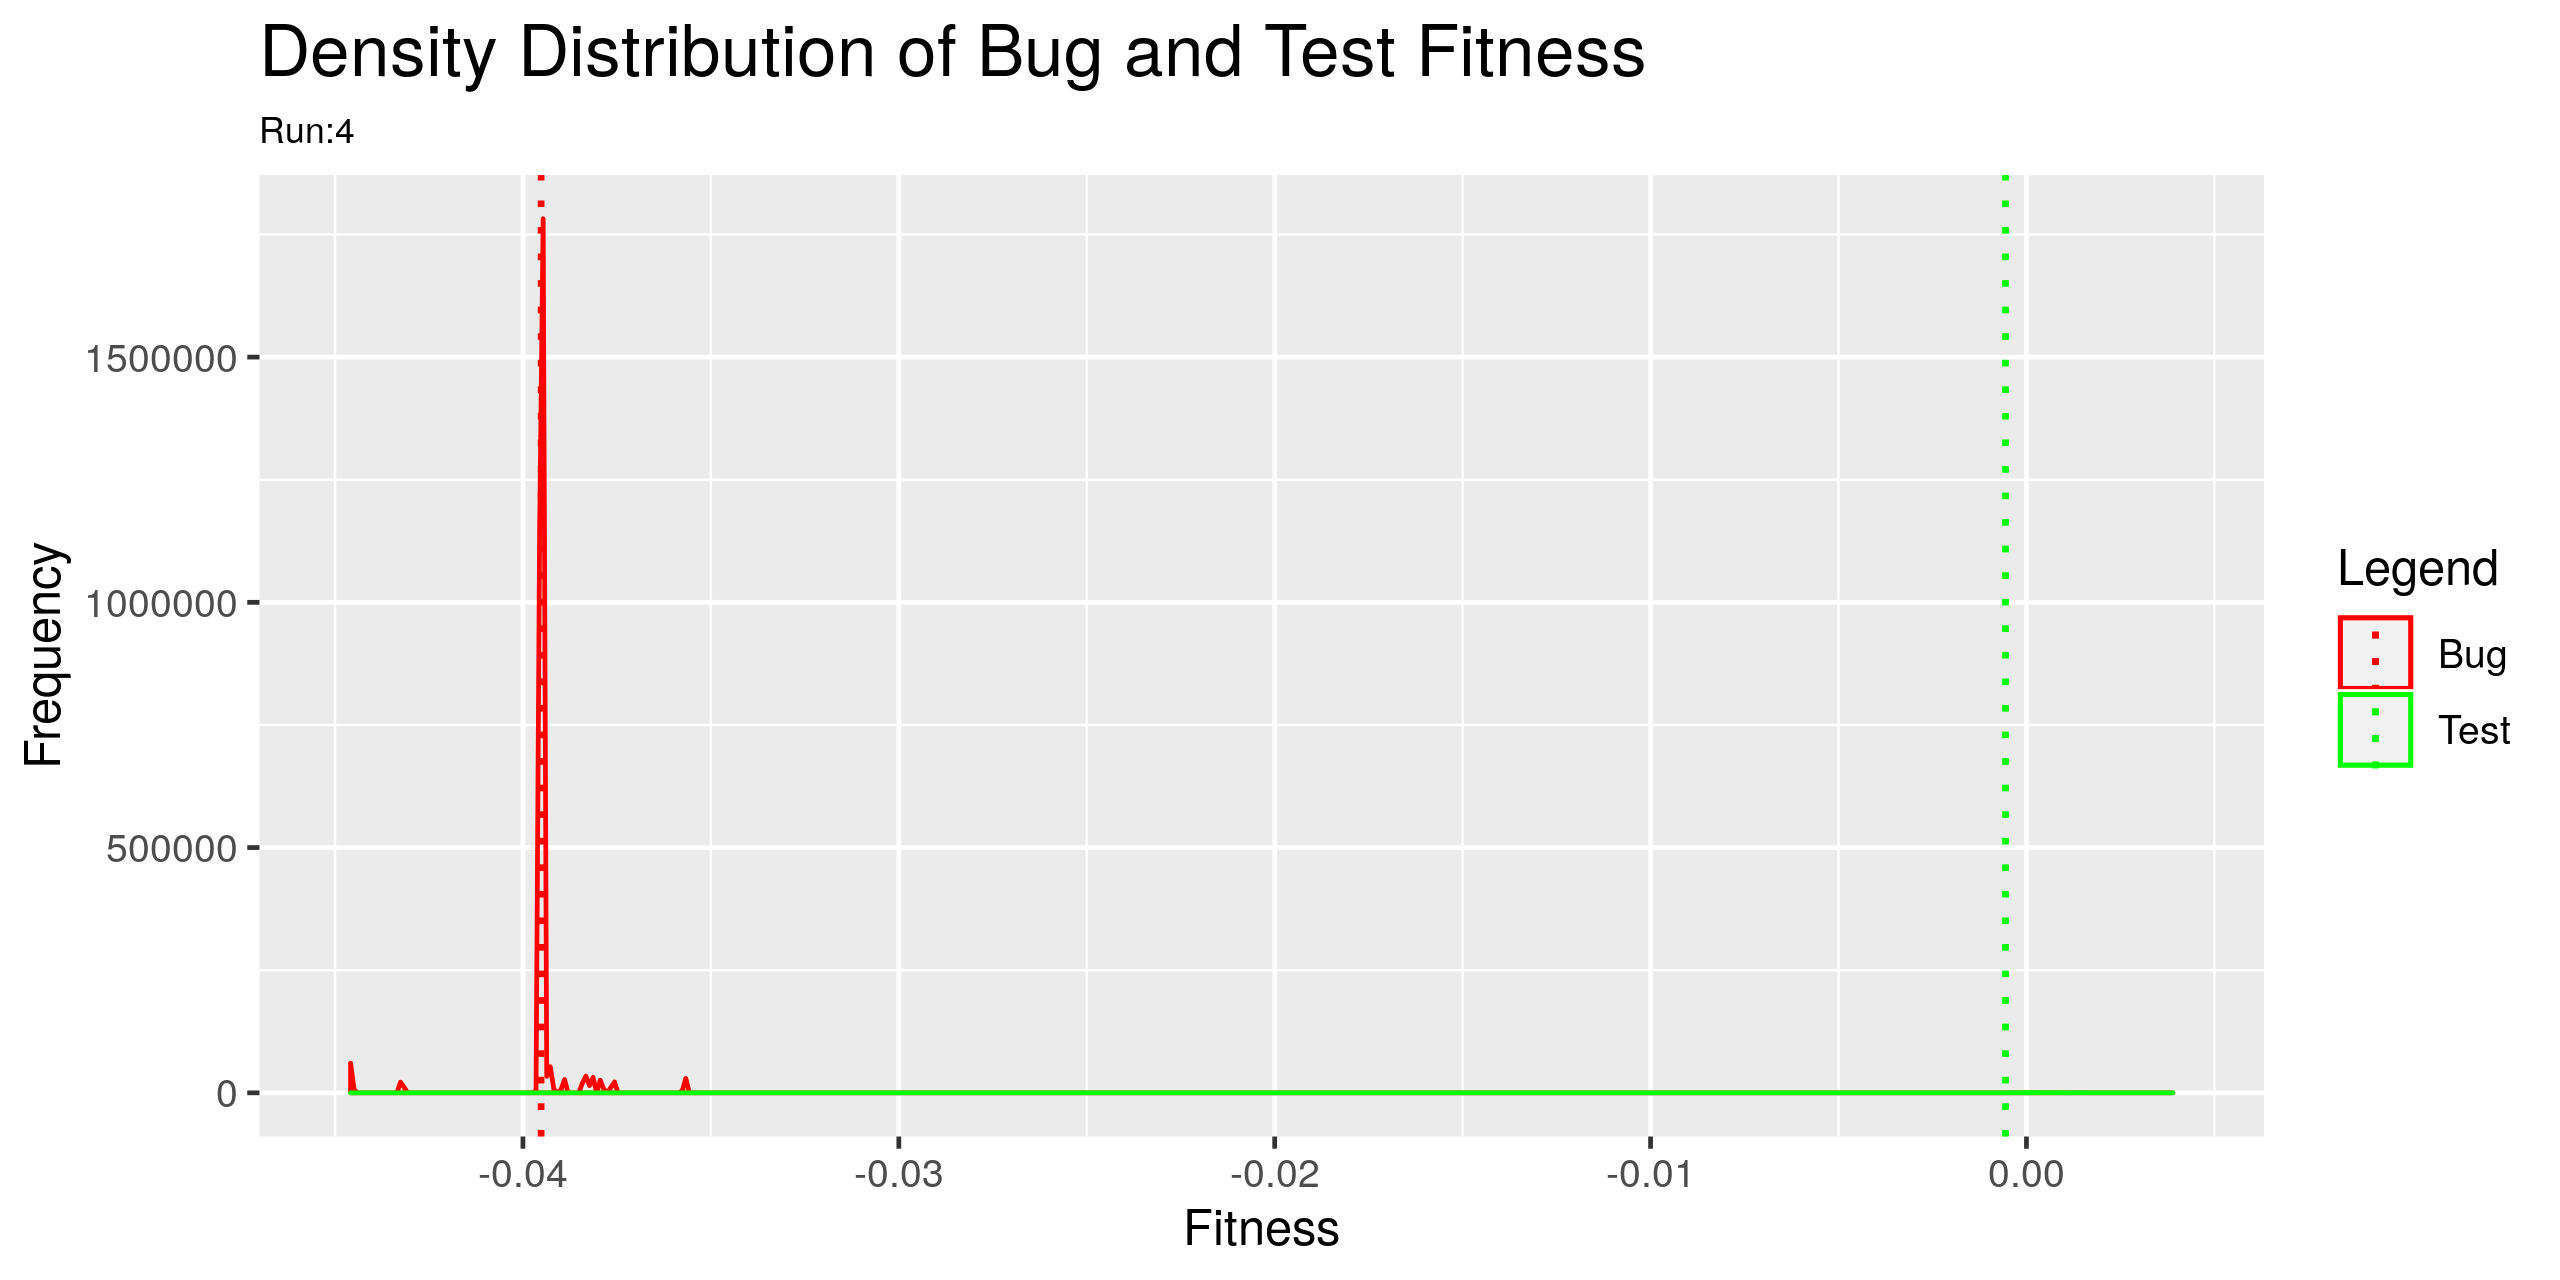 Density Distribution of Bug and Test Fitness
Run:4
Frequency
1500000
1000000
500000
0
-0.04
-0.03
-0.02
-0.01
0.00
Fitness
Legend
Bug
Test